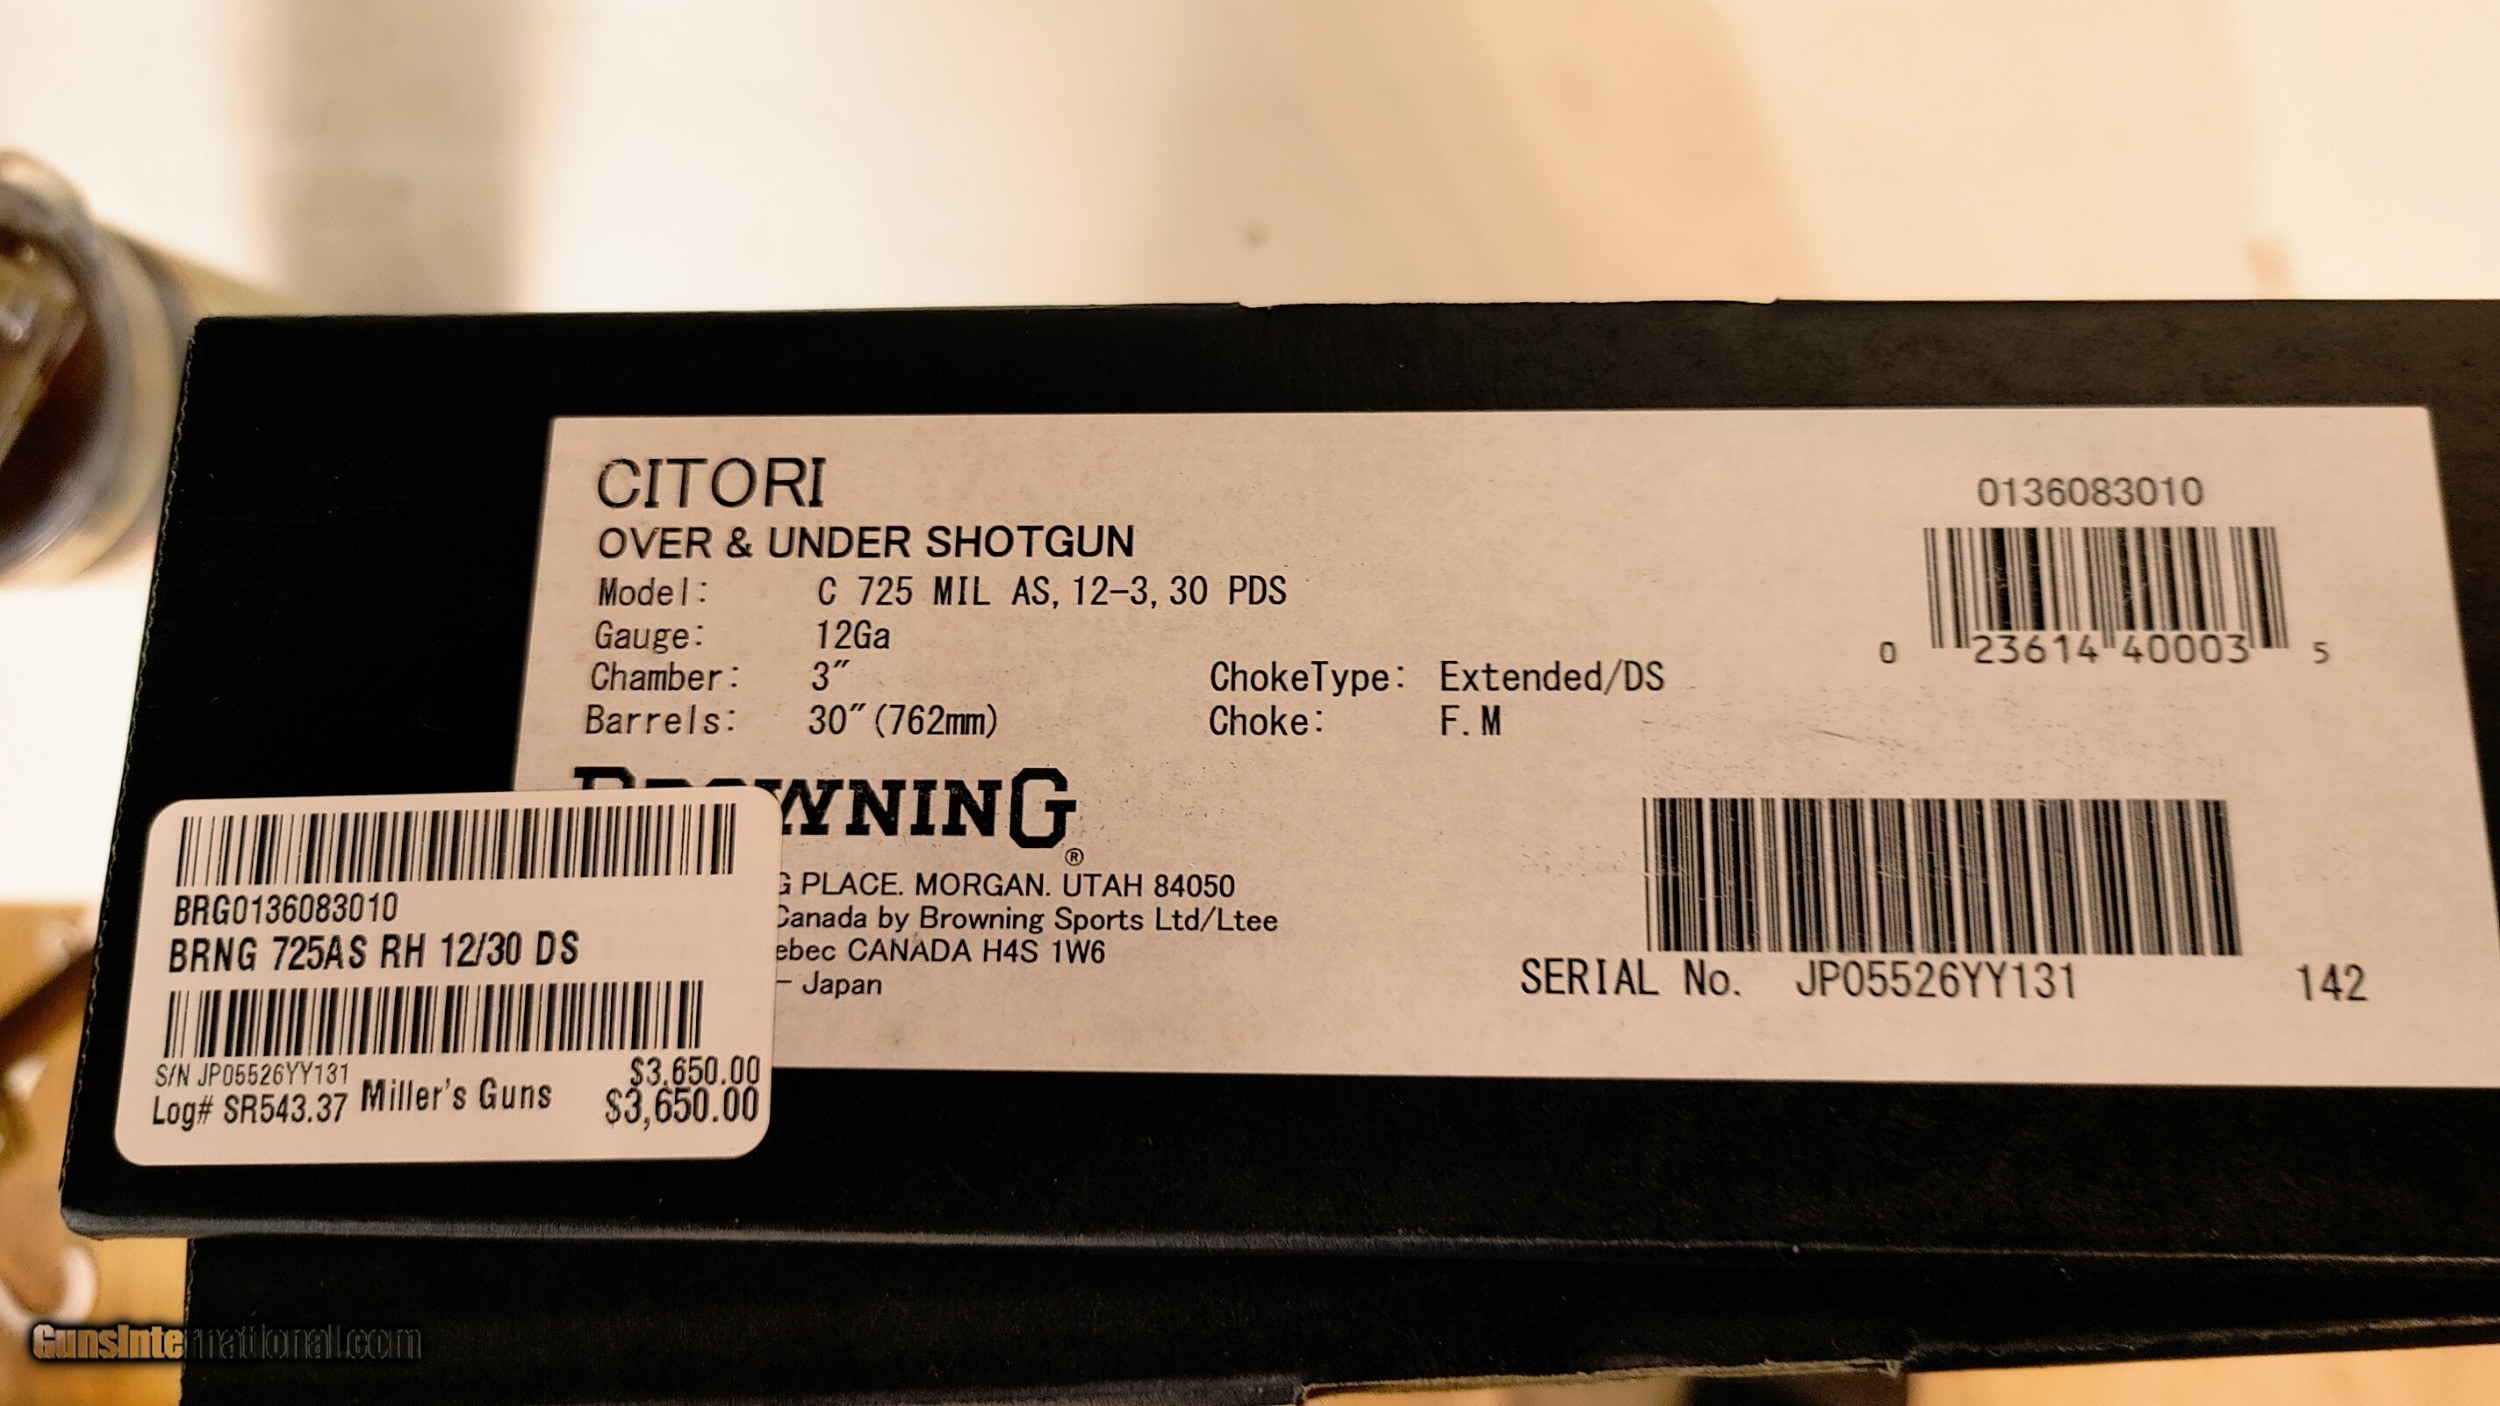 CITORI
OVER & UNDER SHOTGUN
Model: C 725 MIL AS, 12-3, 30 PDS
Gauge: 12Ga
Chamber: 3" ChokeType: Extended/DS
Barrels: 30"(762mm) Choke: F.M
0136083010
0 23614 40003 5
BROWNING®
G PLACE. MORGAN. UTAH 84050
Canada by Browning Sports Ltd/Ltee
ebec CANADA H4S 1W6
- Japan
SERIAL No. JP05526YY131 142
BRG0136083010
BRNG 725AS RH 12/30 DS
S/N JP05526YY131 $3,650.00
Log# SR543.37 Miller's Guns $3,650.00
GunsInternational.com